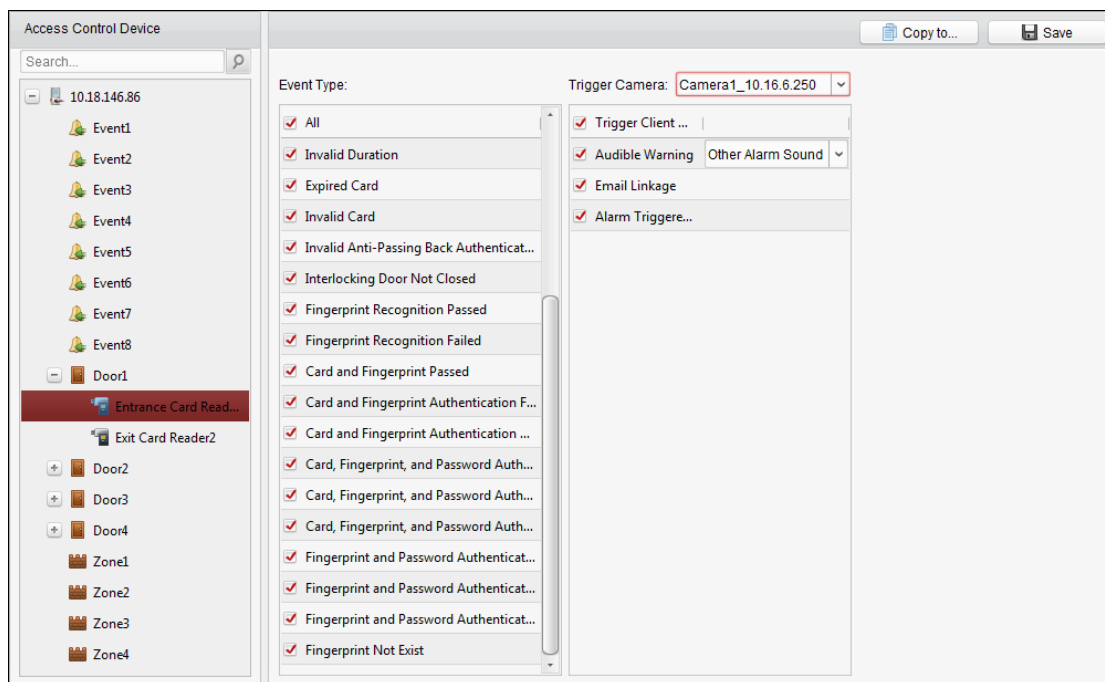 Access Control Device
Copy to...
Save
Search...
10.18.146.86
Event1
Event2
Event3
Event4
Event5
Event6
Event7
Event8
Door1
Entrance Card Read...
Exit Card Reader2
Door2
Door3
Door4
Zone1
Zone2
Zone3
Zone4
Event Type:
All
Invalid Duration
Expired Card
Invalid Card
Invalid Anti-Passing Back Authenticat...
Interlocking Door Not Closed
Fingerprint Recognition Passed
Fingerprint Recognition Failed
Card and Fingerprint Passed
Card and Fingerprint Authentication F...
Card and Fingerprint Authentication ...
Card, Fingerprint, and Password Auth...
Card, Fingerprint, and Password Auth...
Card, Fingerprint, and Password Auth...
Fingerprint and Password Authenticat...
Fingerprint and Password Authenticat...
Fingerprint and Password Authenticat...
Fingerprint Not Exist
Trigger Camera: Camera1_10.16.6.250
Trigger Client ...
Audible Warning Other Alarm Sound
Email Linkage
Alarm Triggere...